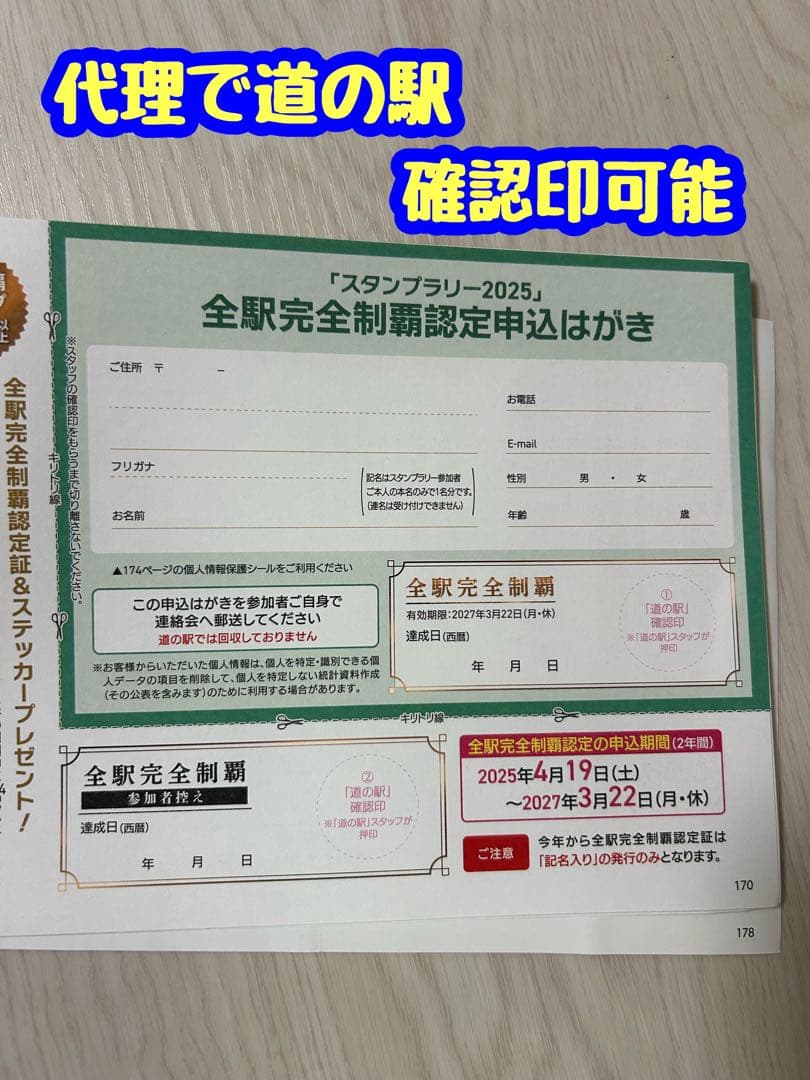 代理で道の駅
確認印可能
「スタンプラリー2025」
全駅完全制覇認定申込はがき
ご住所 〒 −
お電話
E-mail
フリガナ
(記名はスタンプラリー参加者
ご本人の本名のみで1名分です。
(連名は受け付けできません))
性別 男 ・ 女
お名前
年齢 歳
▲174ページの個人情報保護シールをご利用ください
この申込はがきを参加者ご自身で
連絡会へ郵送してください
道の駅では回収しておりません
※お客様からいただいた個人情報は、個人を特定・識別できる個
人データの項目を削除して、個人を特定しない統計資料作成
(その公表を含みます)のために利用する場合があります。
全駅完全制覇
有効期限:2027年3月22日(月・休)
達成日(西暦)
年 月 日
①
「道の駅」
確認印
※「道の駅」スタッフが
押印
※スタッフの確認印をもらうまで切り離さないでください。
キリトリ線
全駅完全制覇認定証&ステッカープレゼント!
キリトリ線
全駅完全制覇
参加者控え
達成日(西暦)
年 月 日
②
「道の駅」
確認印
※「道の駅」スタッフが
押印
全駅完全制覇認定の申込期間(2年間)
2025年4月19日(土)
〜2027年3月22日(月・休)
ご注意
今年から全駅完全制覇認定証は
「記名入り」の発行のみとなります。
170
178